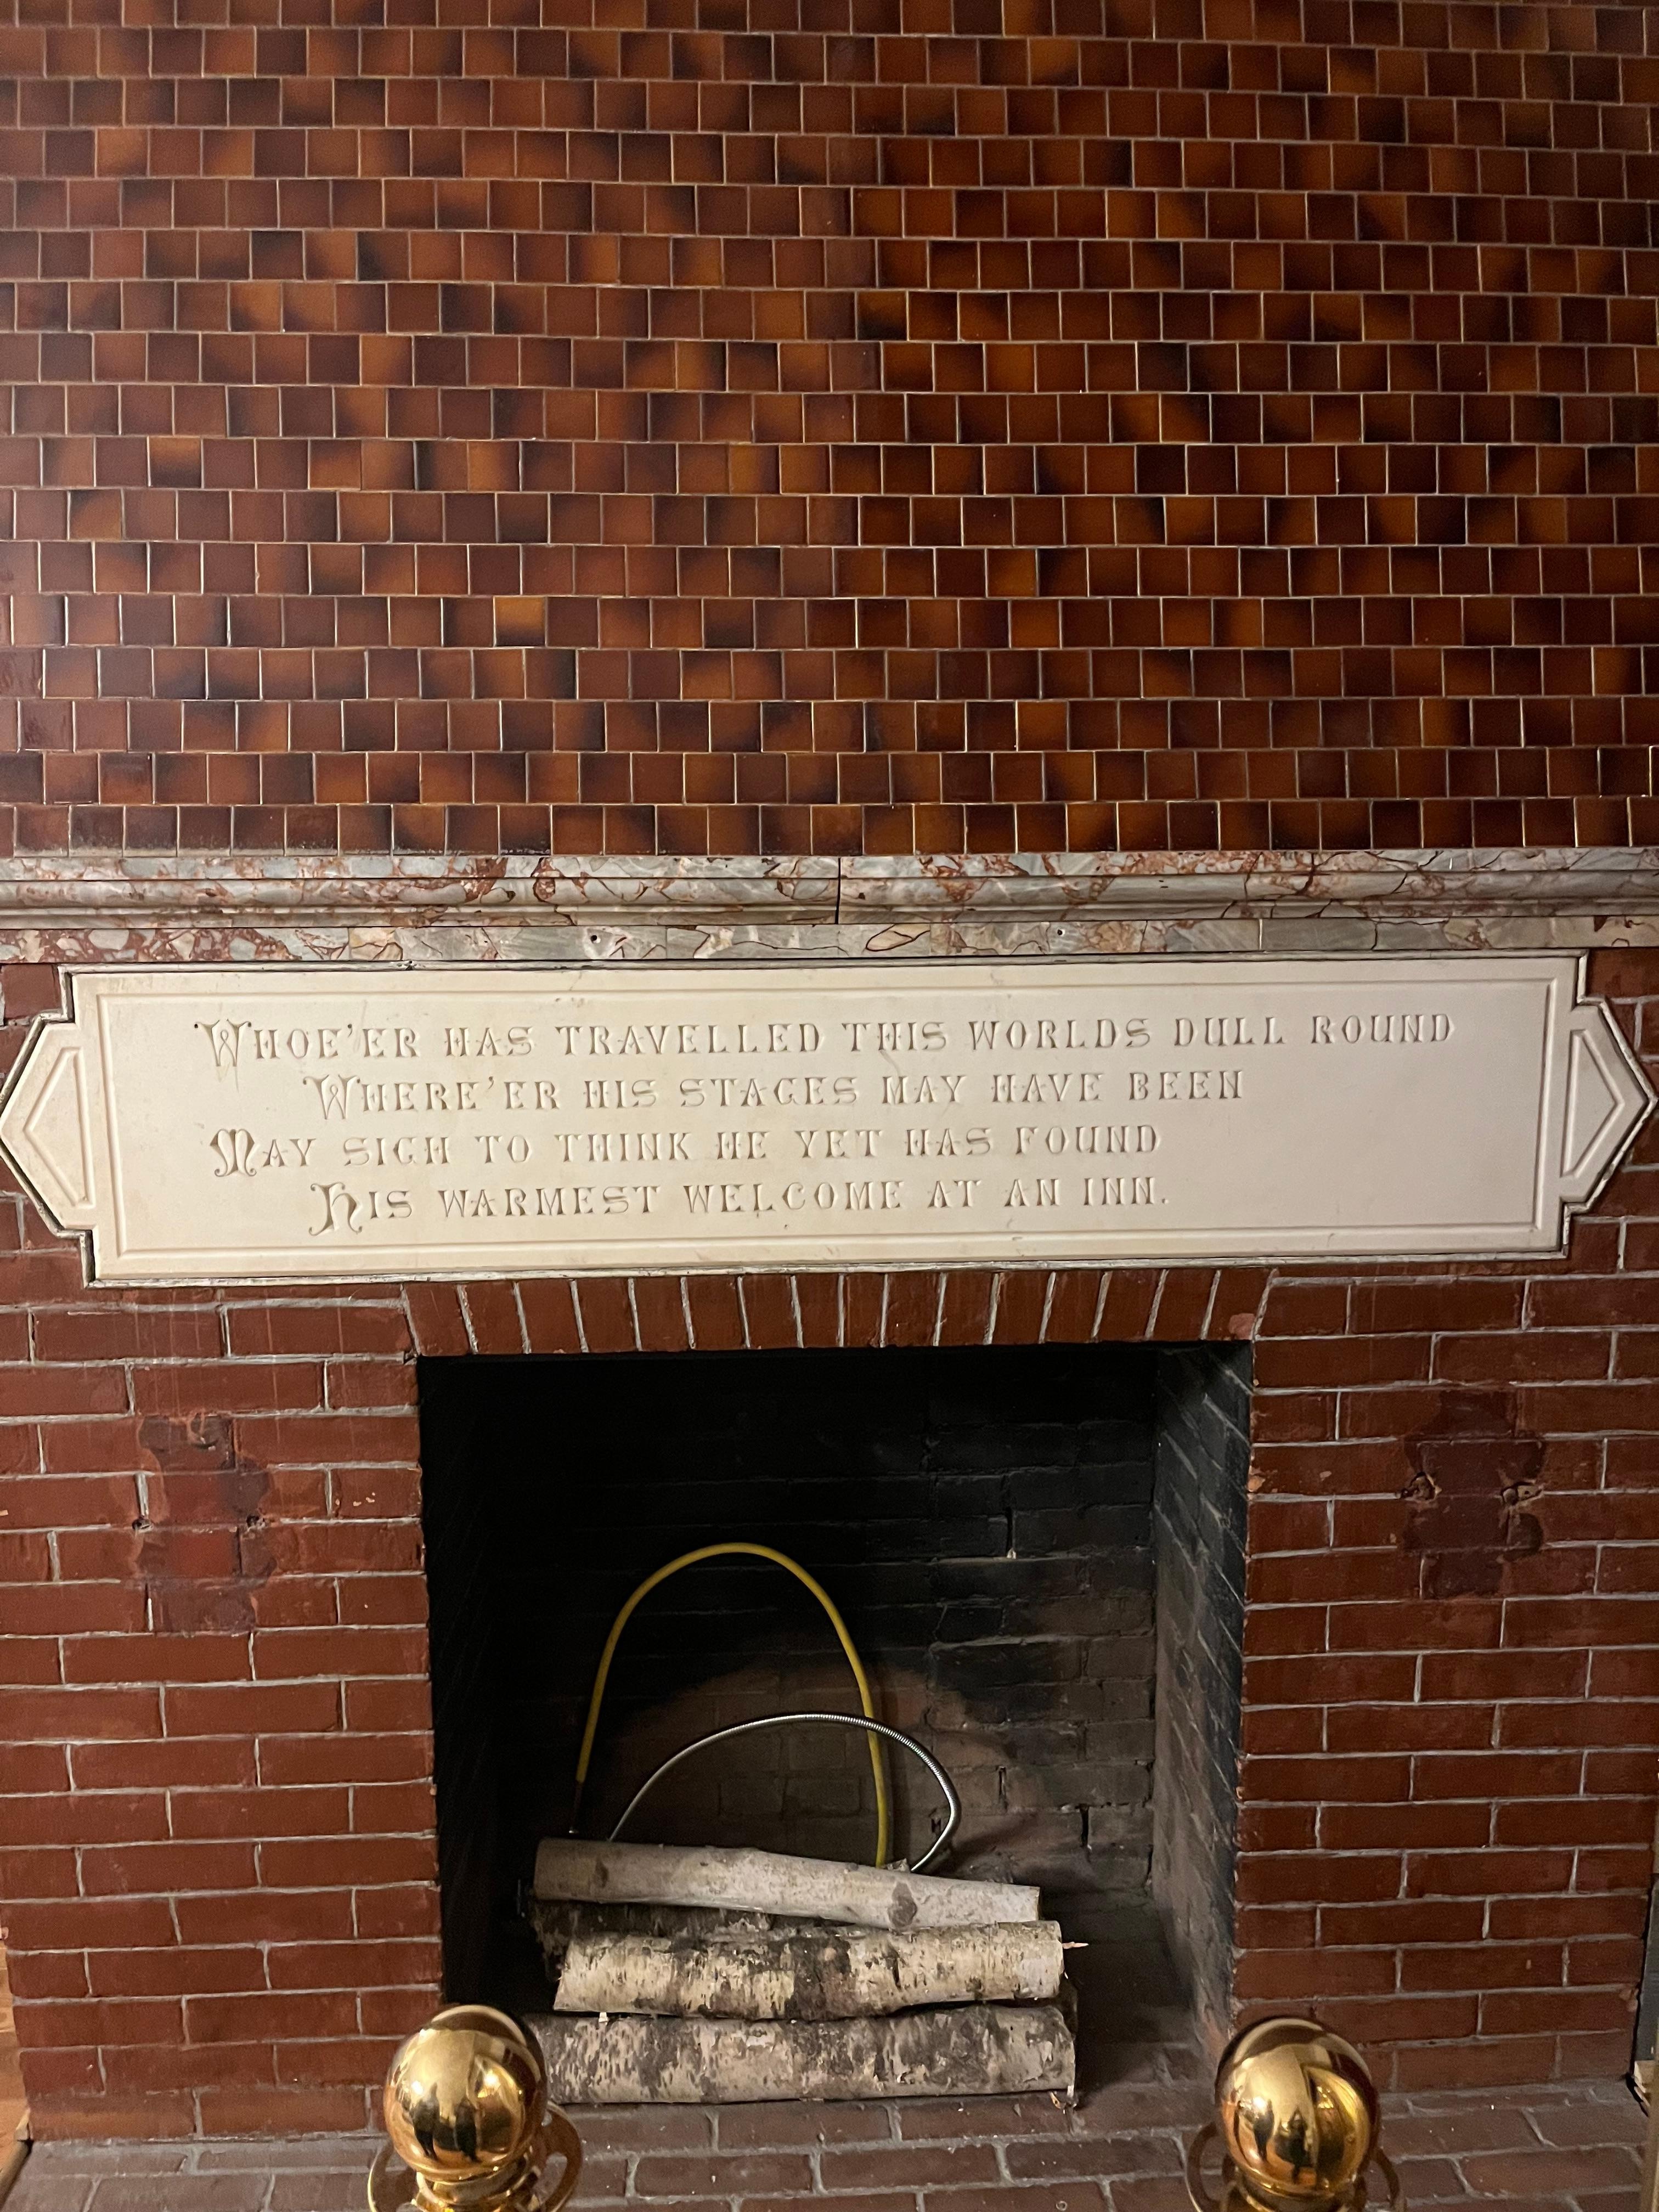 WHOE'ER HAS TRAVELLED THIS WORLDS DULL ROUND
WHERE'ER HIS STAGES MAY HAVE BEEN
MAY SIGH TO THINK HE YET HAS FOUND
HIS WARMEST WELCOME AT AN INN.